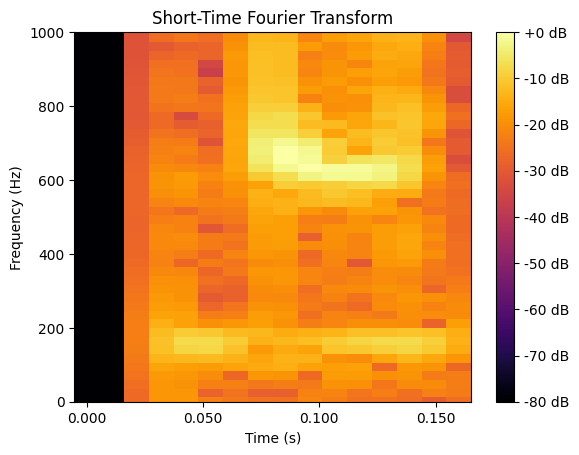 Short-Time Fourier Transform
1000
800
600
400
200
0
Frequency (Hz)
0.000
0.050
0.100
0.150
Time (s)
+0 dB
-10 dB
-20 dB
-30 dB
-40 dB
-50 dB
-60 dB
-70 dB
-80 dB